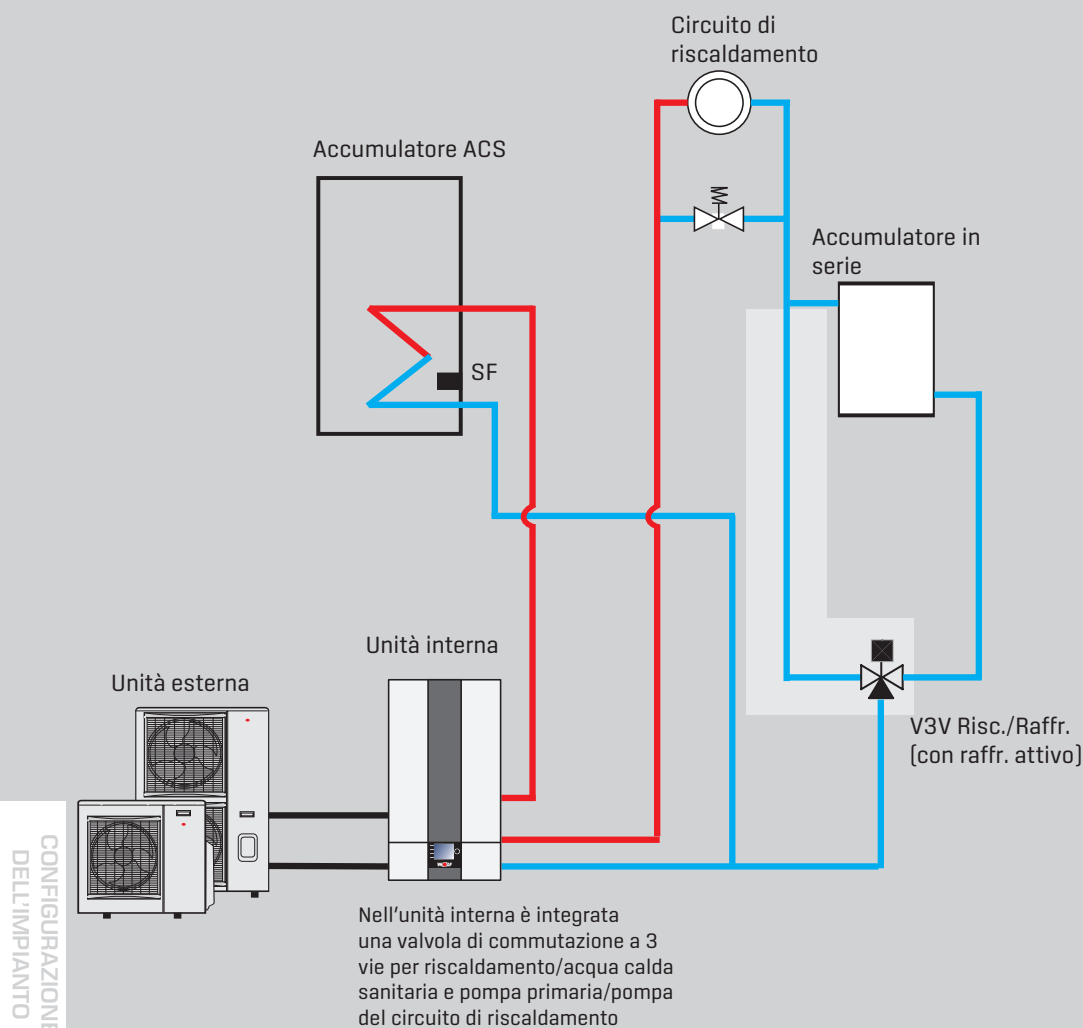 Circuito di
riscaldamento
Accumulatore ACS
Accumulatore in
serie
SF
Unità interna
Unità esterna
V3V Risc./Raffr.
(con raffr. attivo)
CONFIGURAZIONE
DELL'IMPIANTO
Nell'unità interna è integrata
una valvola di commutazione a 3
vie per riscaldamento/acqua calda
sanitaria e pompa primaria/pompa
del circuito di riscaldamento